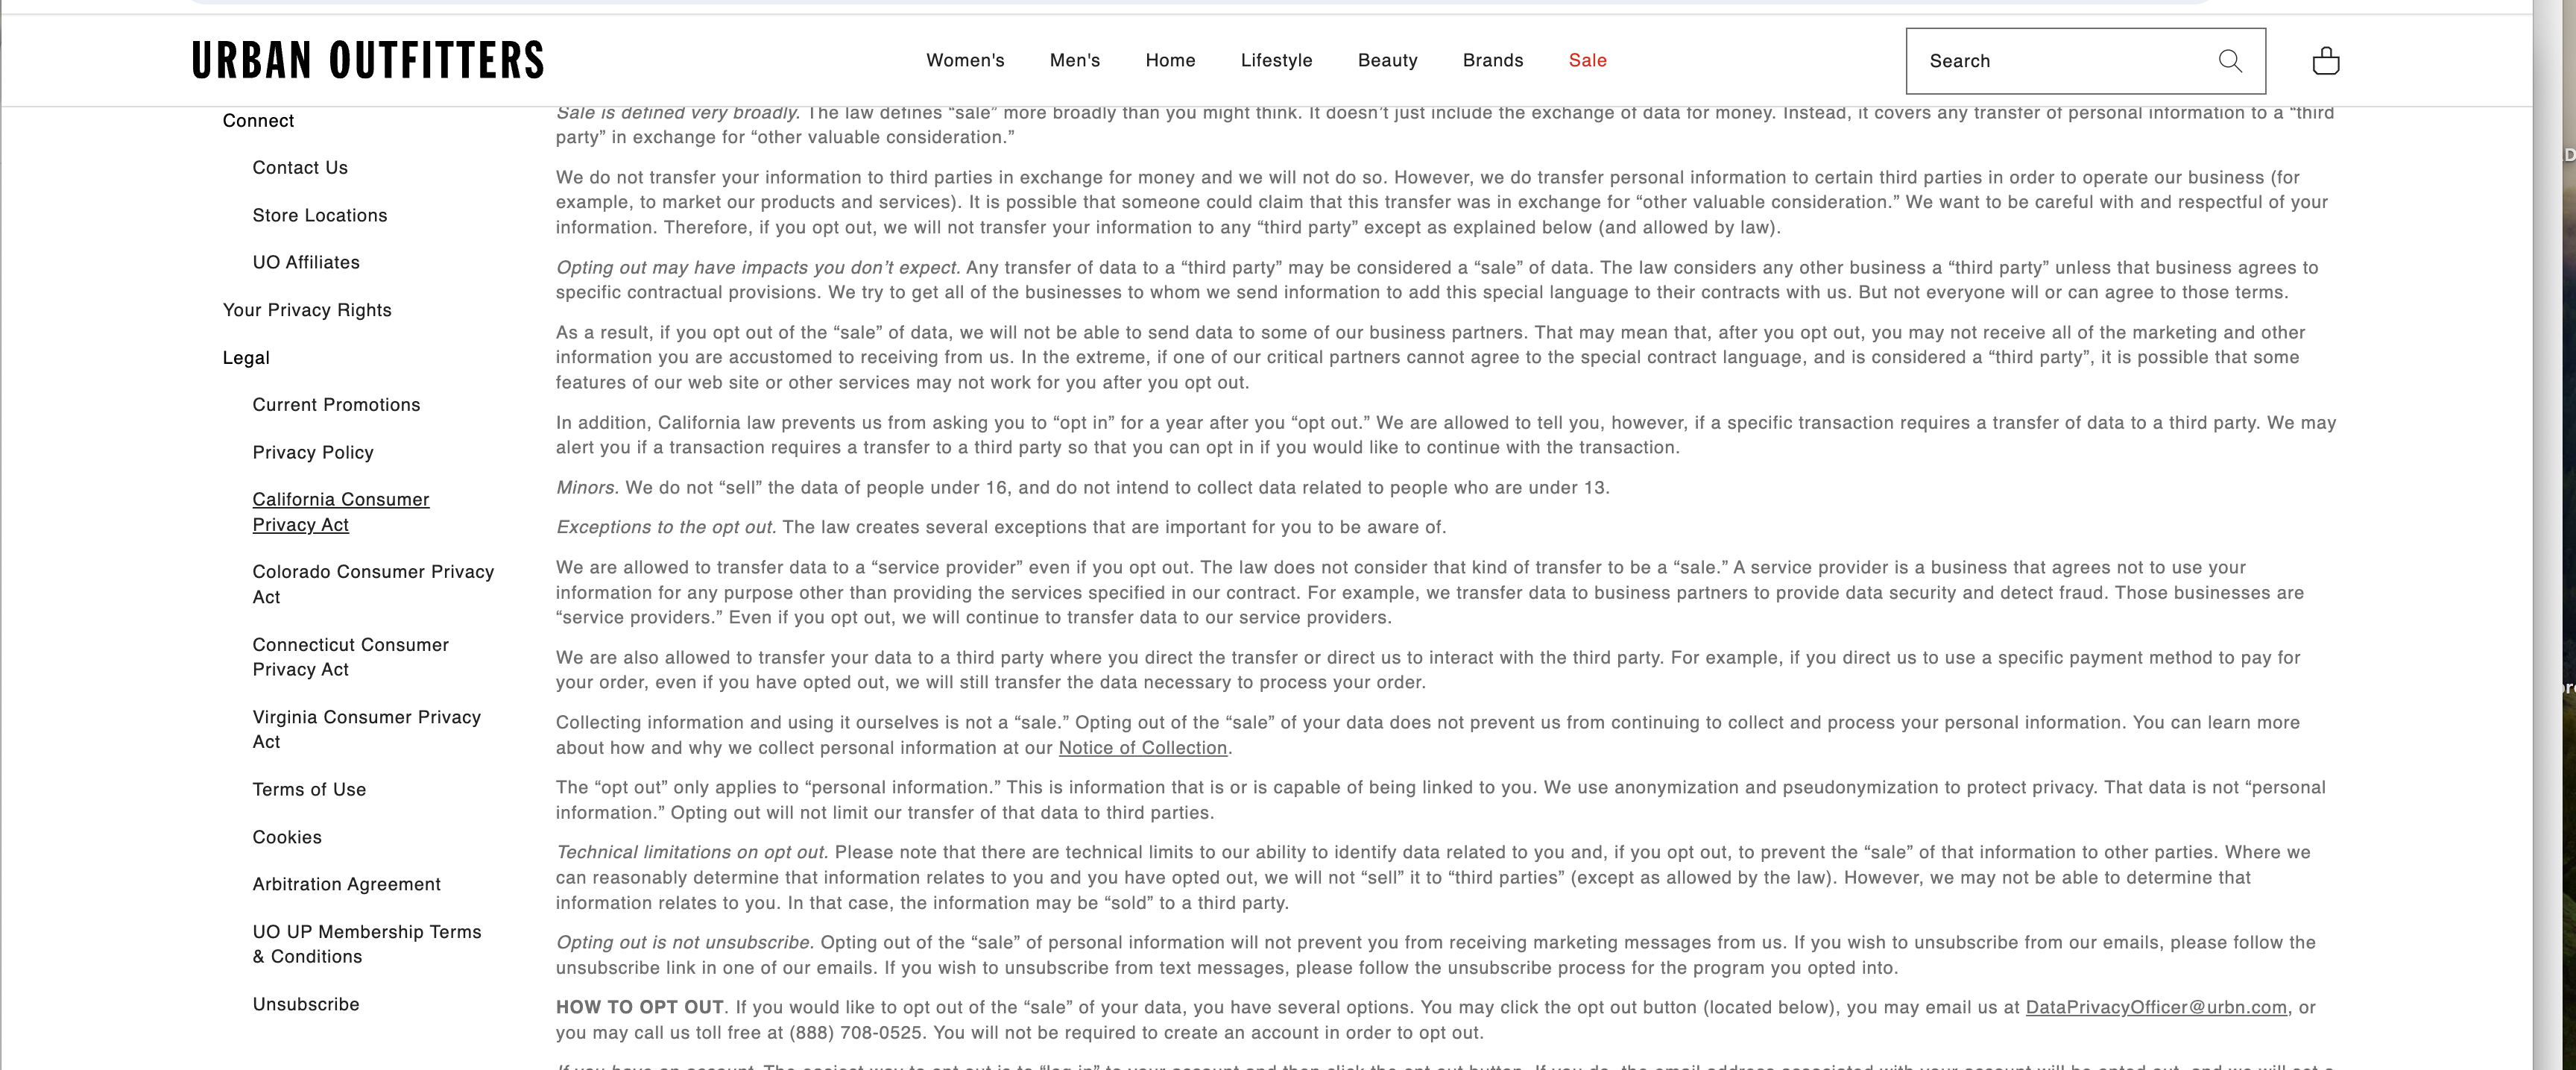 URBAN OUTFITTERS
Women's
Men's
Home
Lifestyle
Beauty
Brands
Sale
Search
Connect
Contact Us
Store Locations
UO Affiliates
Your Privacy Rights
Legal
Current Promotions
Privacy Policy
California Consumer
Privacy Act
Colorado Consumer Privacy
Act
Connecticut Consumer
Privacy Act
Virginia Consumer Privacy
Act
Terms of Use
Cookies
Arbitration Agreement
UO UP Membership Terms
& Conditions
Unsubscribe
Sale is defined very broadly. The law defines “sale” more broadly than you might think. It doesn’t just include the exchange of data for money. Instead, it covers any transfer of personal information to a “third
party” in exchange for “other valuable consideration.”
We do not transfer your information to third parties in exchange for money and we will not do so. However, we do transfer personal information to certain third parties in order to operate our business (for
example, to market our products and services). It is possible that someone could claim that this transfer was in exchange for “other valuable consideration.” We want to be careful with and respectful of your
information. Therefore, if you opt out, we will not transfer your information to any “third party” except as explained below (and allowed by law).
Opting out may have impacts you don’t expect. Any transfer of data to a “third party” may be considered a “sale” of data. The law considers any other business a “third party” unless that business agrees to
specific contractual provisions. We try to get all of the businesses to whom we send information to add this special language to their contracts with us. But not everyone will or can agree to those terms.
As a result, if you opt out of the “sale” of data, we will not be able to send data to some of our business partners. That may mean that, after you opt out, you may not receive all of the marketing and other
information you are accustomed to receiving from us. In the extreme, if one of our critical partners cannot agree to the special contract language, and is considered a “third party”, it is possible that some
features of our web site or other services may not work for you after you opt out.
In addition, California law prevents us from asking you to “opt in” for a year after you “opt out.” We are allowed to tell you, however, if a specific transaction requires a transfer of data to a third party. We may
alert you if a transaction requires a transfer to a third party so that you can opt in if you would like to continue with the transaction.
Minors. We do not “sell” the data of people under 16, and do not intend to collect data related to people who are under 13.
Exceptions to the opt out. The law creates several exceptions that are important for you to be aware of.
We are allowed to transfer data to a “service provider” even if you opt out. The law does not consider that kind of transfer to be a “sale.” A service provider is a business that agrees not to use your
information for any purpose other than providing the services specified in our contract. For example, we transfer data to business partners to provide data security and detect fraud. Those businesses are
“service providers.” Even if you opt out, we will continue to transfer data to our service providers.
We are also allowed to transfer your data to a third party where you direct the transfer or direct us to interact with the third party. For example, if you direct us to use a specific payment method to pay for
your order, even if you have opted out, we will still transfer the data necessary to process your order.
Collecting information and using it ourselves is not a “sale.” Opting out of the “sale” of your data does not prevent us from continuing to collect and process your personal information. You can learn more
about how and why we collect personal information at our Notice of Collection.
The “opt out” only applies to “personal information.” This is information that is or is capable of being linked to you. We use anonymization and pseudonymization to protect privacy. That data is not “personal
information.” Opting out will not limit our transfer of that data to third parties.
Technical limitations on opt out. Please note that there are technical limits to our ability to identify data related to you and, if you opt out, to prevent the “sale” of that information to other parties. Where we
can reasonably determine that information relates to you and you have opted out, we will not “sell” it to “third parties” (except as allowed by the law). However, we may not be able to determine that
information relates to you. In that case, the information may be “sold” to a third party.
Opting out is not unsubscribe. Opting out of the “sale” of personal information will not prevent you from receiving marketing messages from us. If you wish to unsubscribe from our emails, please follow the
unsubscribe link in one of our emails. If you wish to unsubscribe from text messages, please follow the unsubscribe process for the program you opted into.
HOW TO OPT OUT. If you would like to opt out of the “sale” of your data, you have several options. You may click the opt out button (located below), you may email us at DataPrivacyOfficer@urbn.com, or
you may call us toll free at (888) 708-0525. You will not be required to create an account in order to opt out.